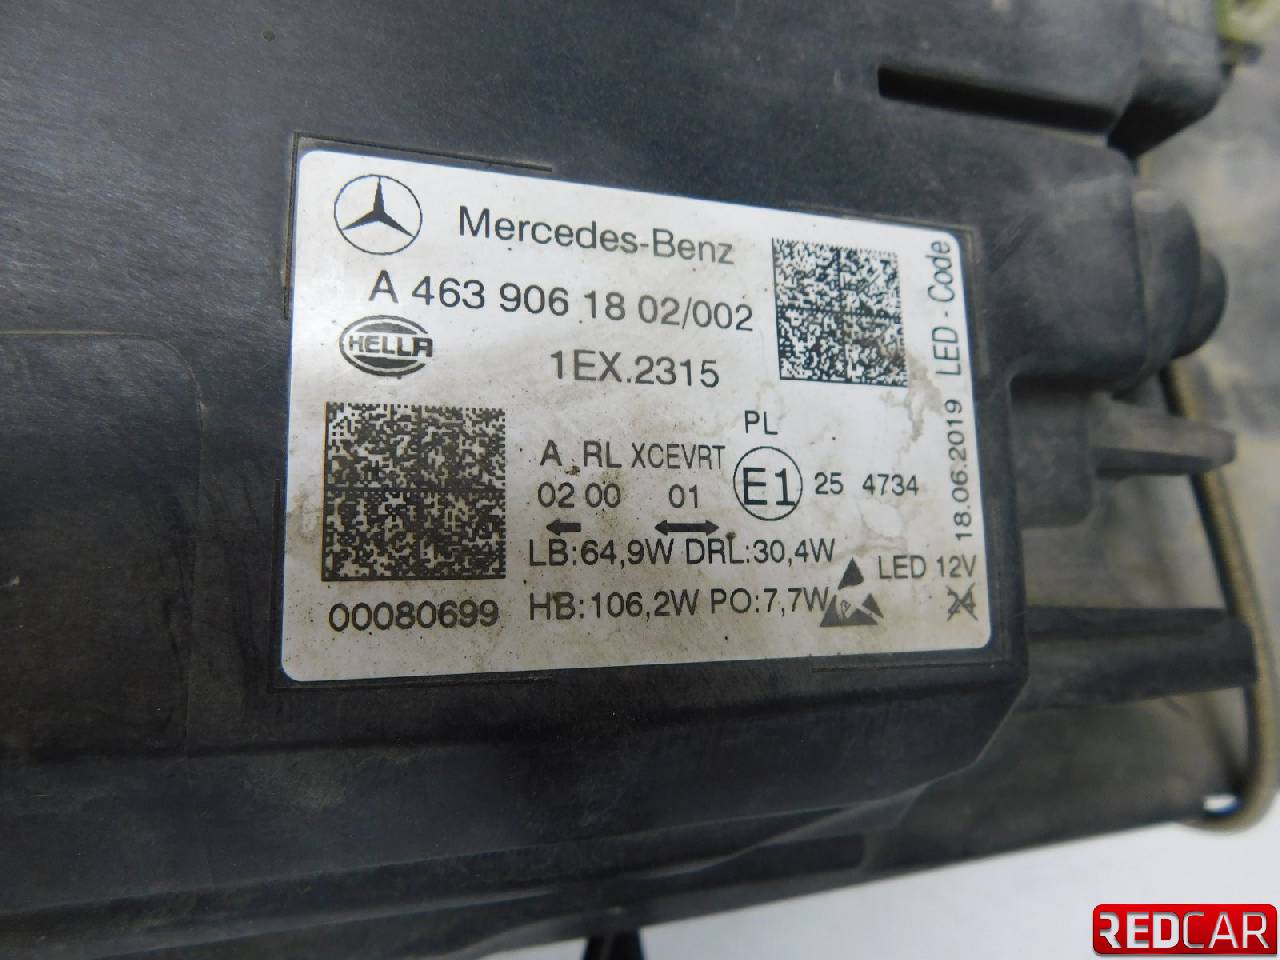 Mercedes-Benz
A 463 906 18 02/002
HELLA
1EX.2315
PL
A RL XCEVRT
02 00 01
E1 25 4734
LB:64,9W DRL:30,4W
LED 12V
00080699
HB:106,2W PO:7,7W
18.06.2019 LED - Code
REDCAR